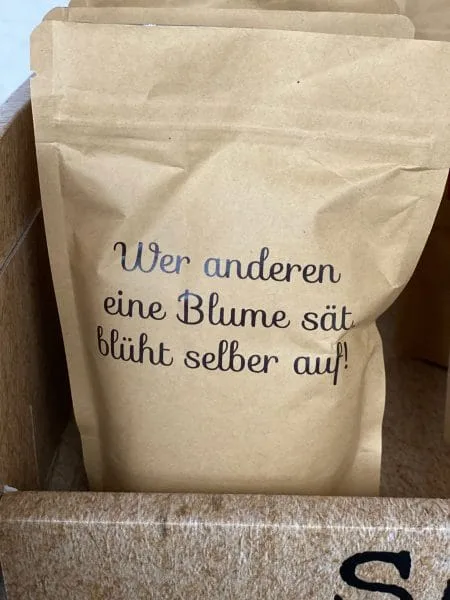 Wer anderen
eine Blume sät
blüht selber auf!
S